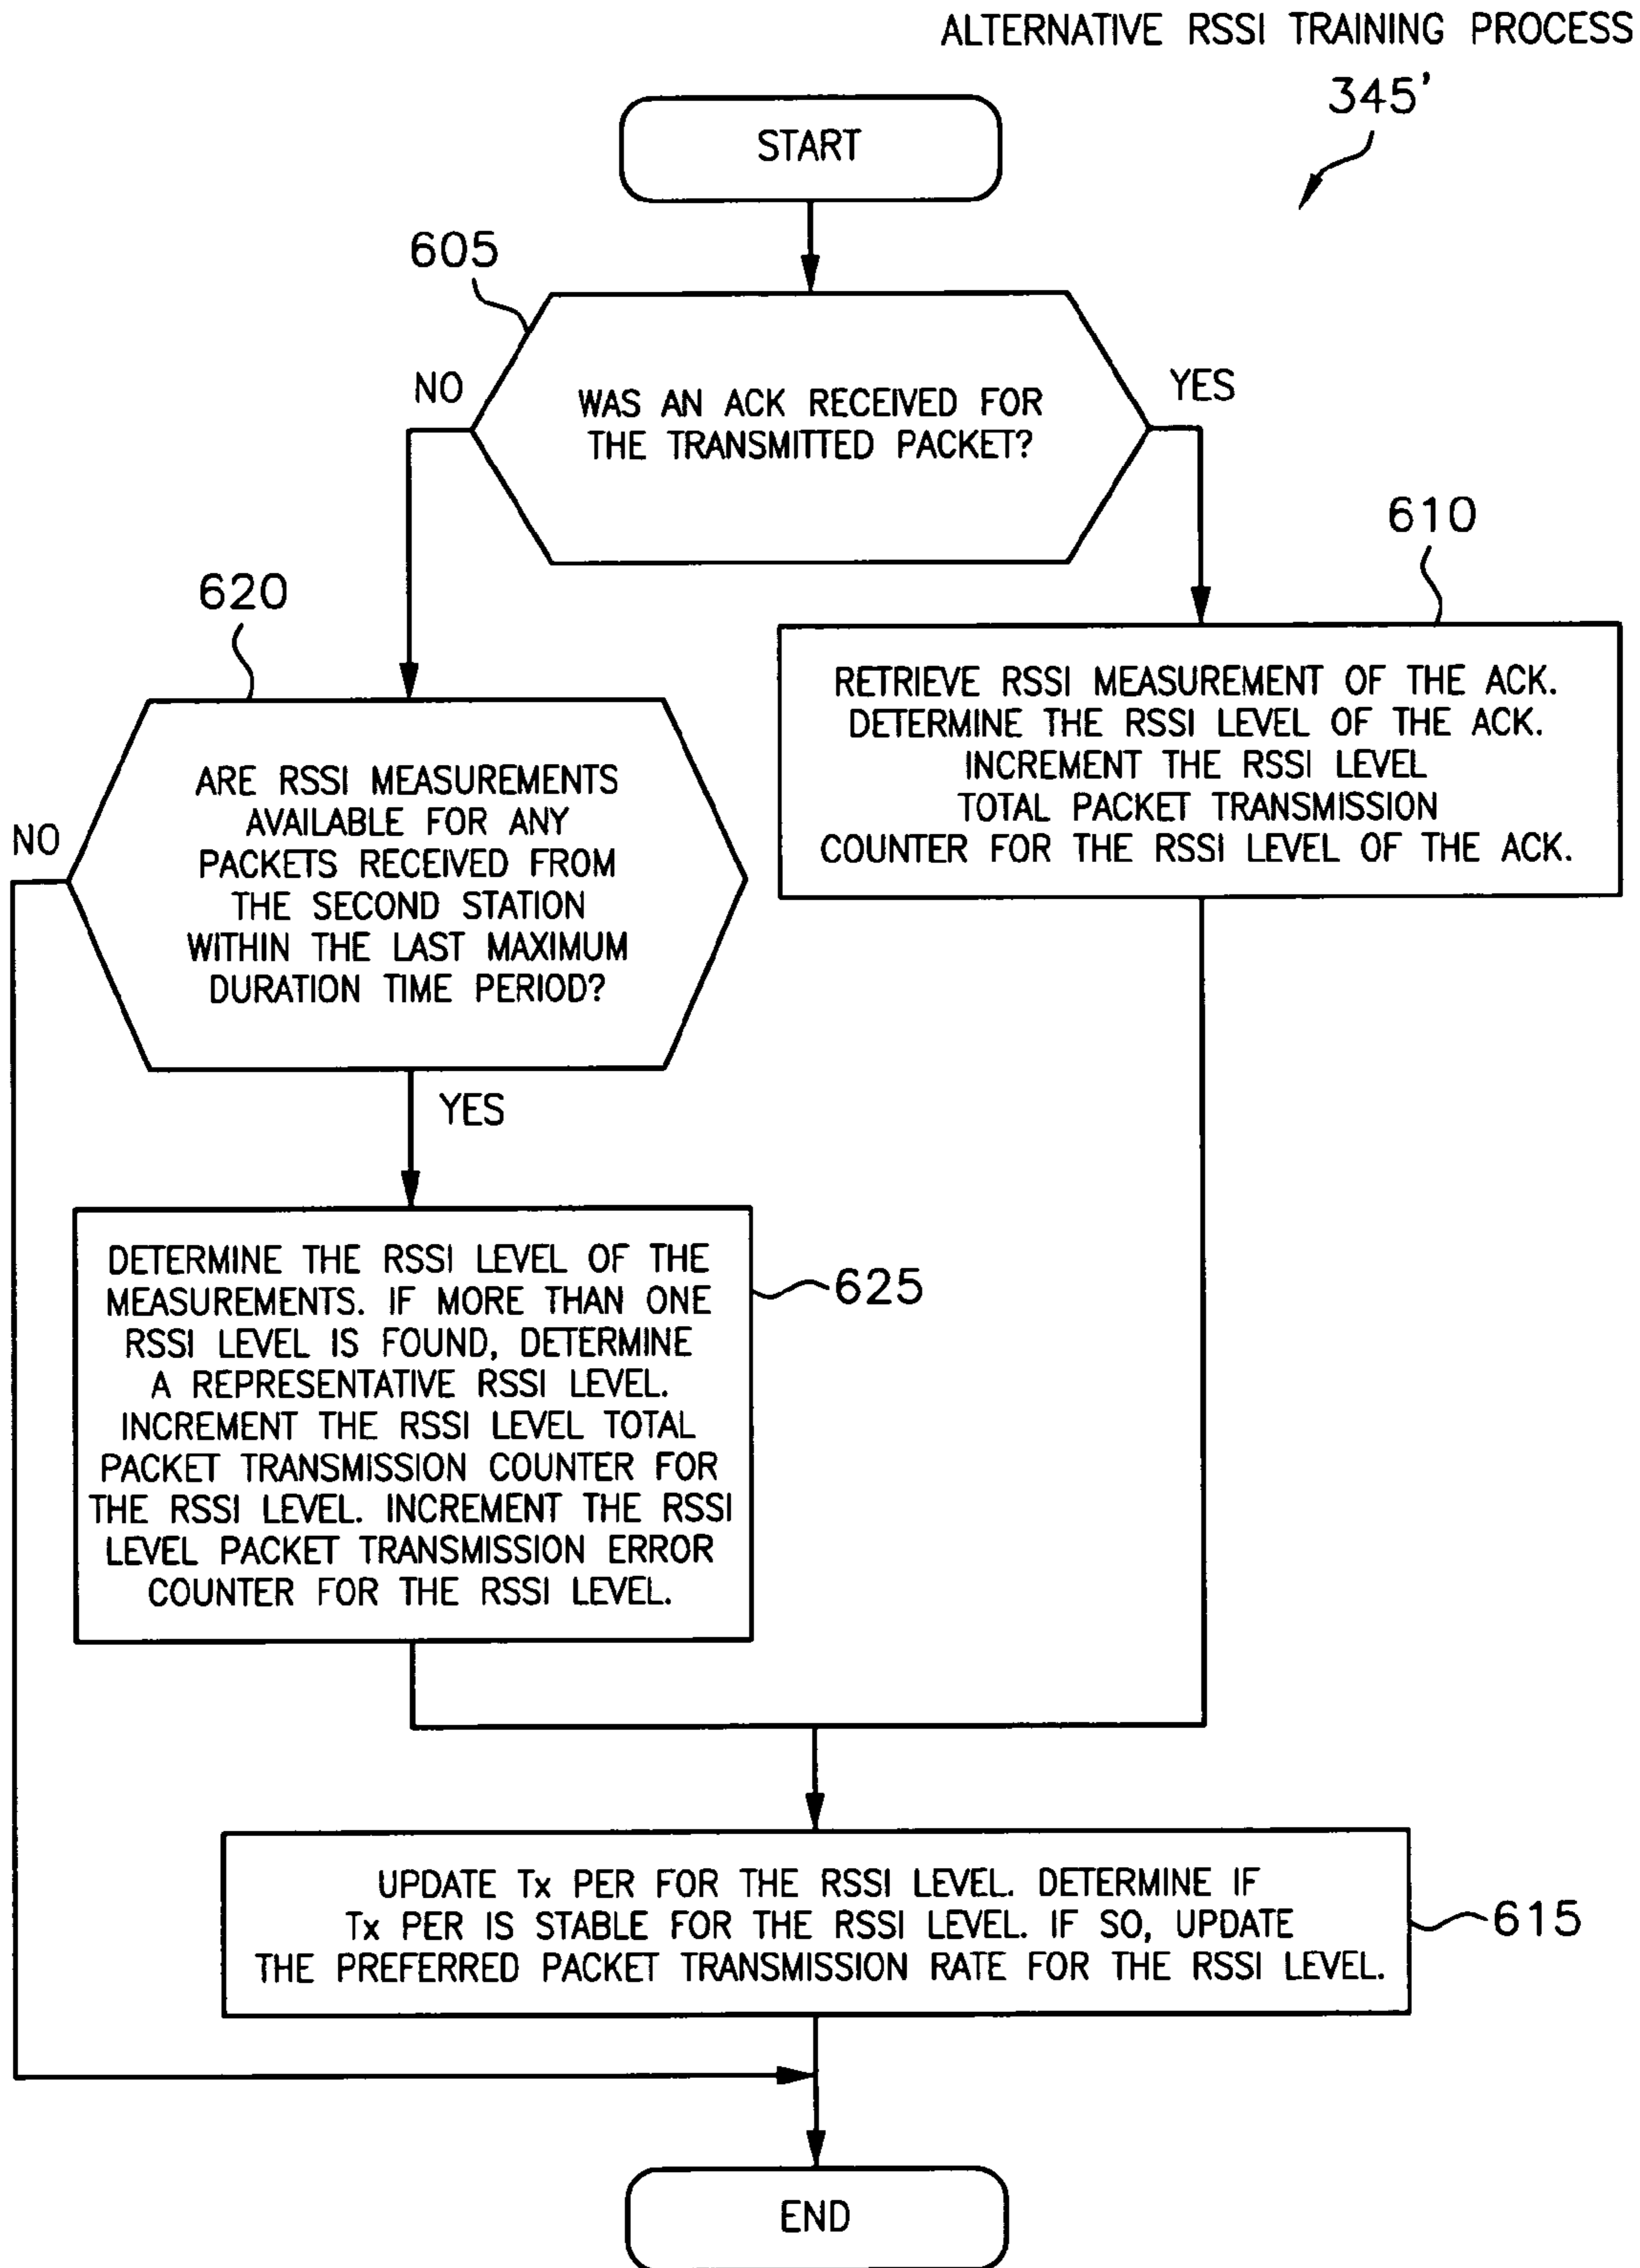 ALTERNATIVE RSSI TRAINING PROCESS
345'
START
605
NO
YES
WAS AN ACK RECEIVED FOR
THE TRANSMITTED PACKET?
610
620
RETRIEVE RSSI MEASUREMENT OF THE ACK.
DETERMINE THE RSSI LEVEL OF THE ACK.
INCREMENT THE RSSI LEVEL
TOTAL PACKET TRANSMISSION
COUNTER FOR THE RSSI LEVEL OF THE ACK.
NO
ARE RSSI MEASUREMENTS
AVAILABLE FOR ANY
PACKETS RECEIVED FROM
THE SECOND STATION
WITHIN THE LAST MAXIMUM
DURATION TIME PERIOD?
YES
DETERMINE THE RSSI LEVEL OF THE
MEASUREMENTS. IF MORE THAN ONE
RSSI LEVEL IS FOUND, DETERMINE
A REPRESENTATIVE RSSI LEVEL.
INCREMENT THE RSSI LEVEL TOTAL
PACKET TRANSMISSION COUNTER FOR
THE RSSI LEVEL. INCREMENT THE RSSI
LEVEL PACKET TRANSMISSION ERROR
COUNTER FOR THE RSSI LEVEL.
625
UPDATE Tx PER FOR THE RSSI LEVEL. DETERMINE IF
Tx PER IS STABLE FOR THE RSSI LEVEL. IF SO, UPDATE
THE PREFERRED PACKET TRANSMISSION RATE FOR THE RSSI LEVEL.
615
END